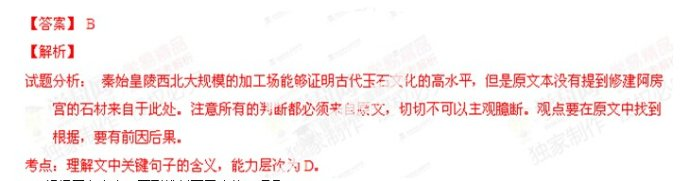 【答案】 B
【解析】
试题分析： 秦始皇陵西北大规模的加工场能够证明古代玉石文化的高水平，但是原文本没有提到修建阿房
宫的石材来自于此处。注意所有的判断都必须来自原文，切切不可以主观臆断。观点要在原文中找到
根据，要有前因后果。
考点：理解文中关键句子的含义，能力层次为 D。